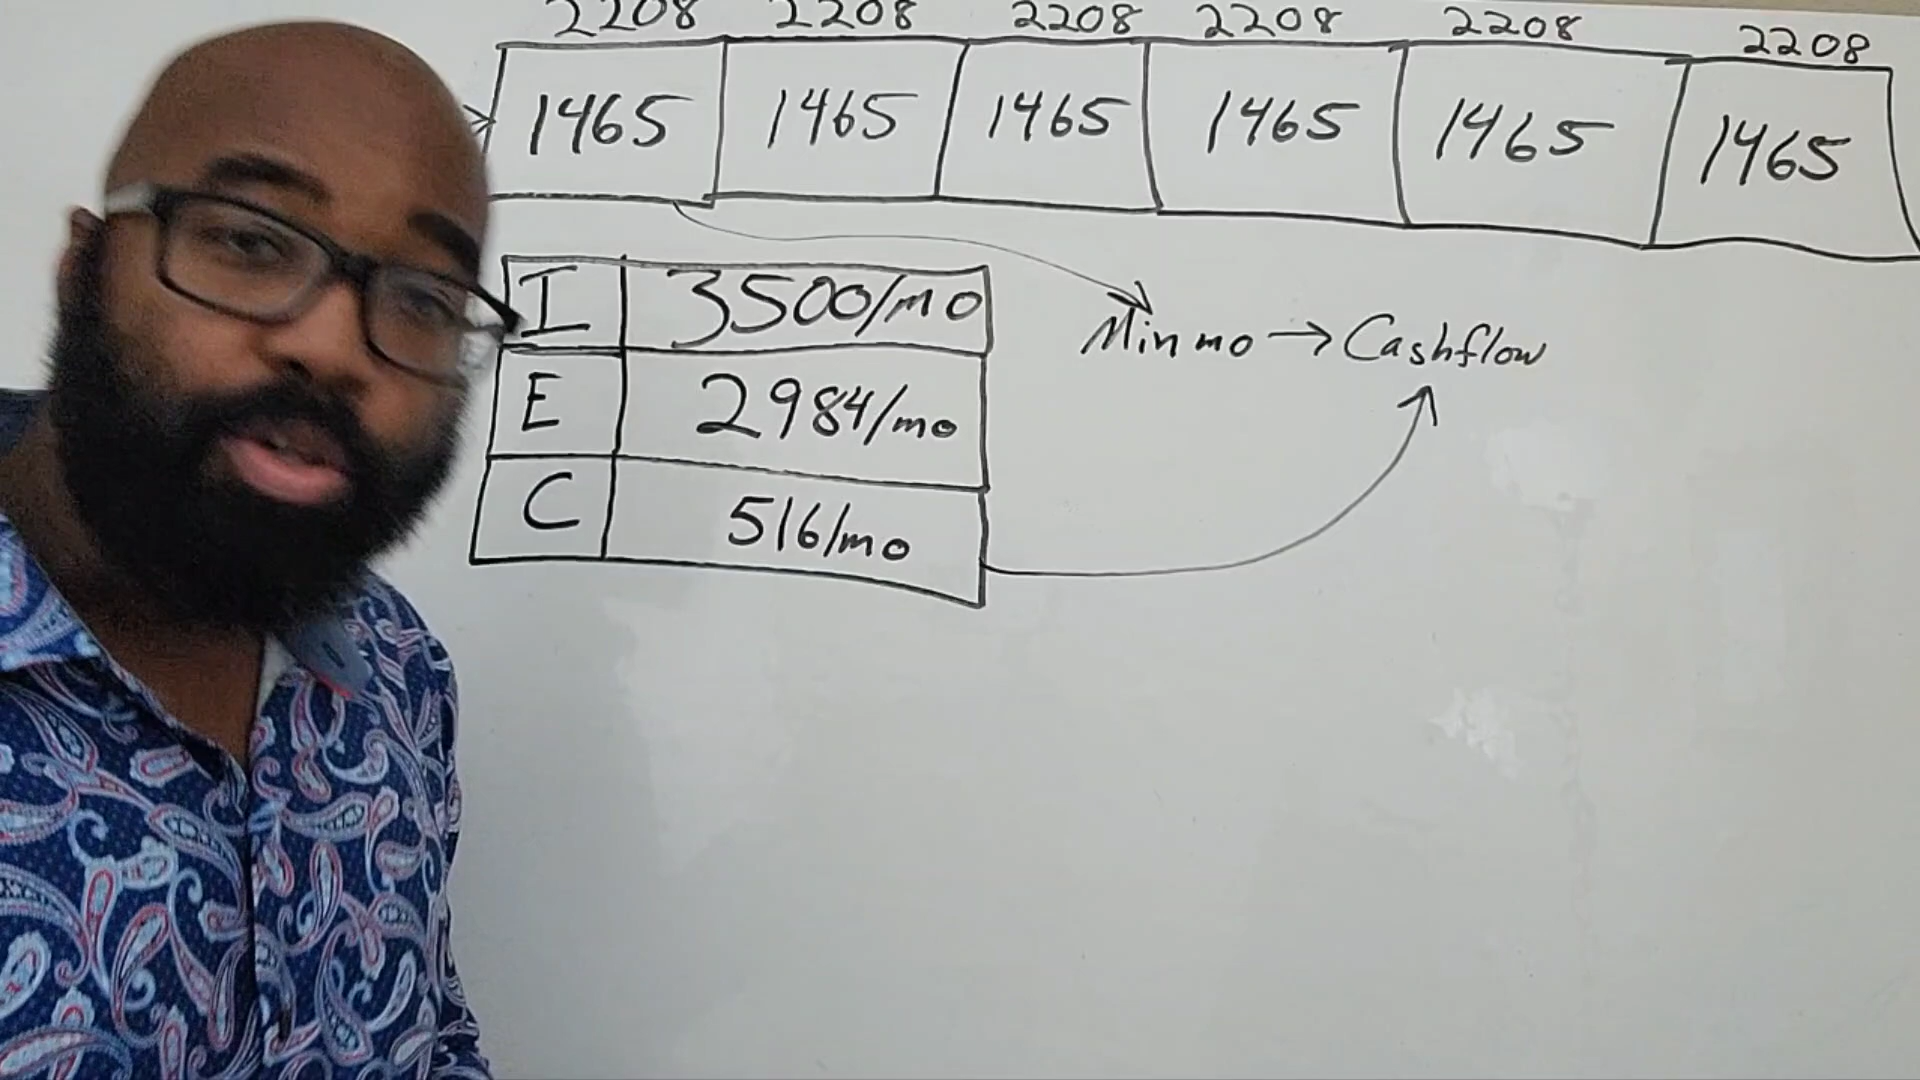 2208 2208 2208 2208 2208 2208
1465 1465 1465 1465 1465 1465
I 3500/mo
Min mo → Cashflow
E 2984/mo
C 516/mo